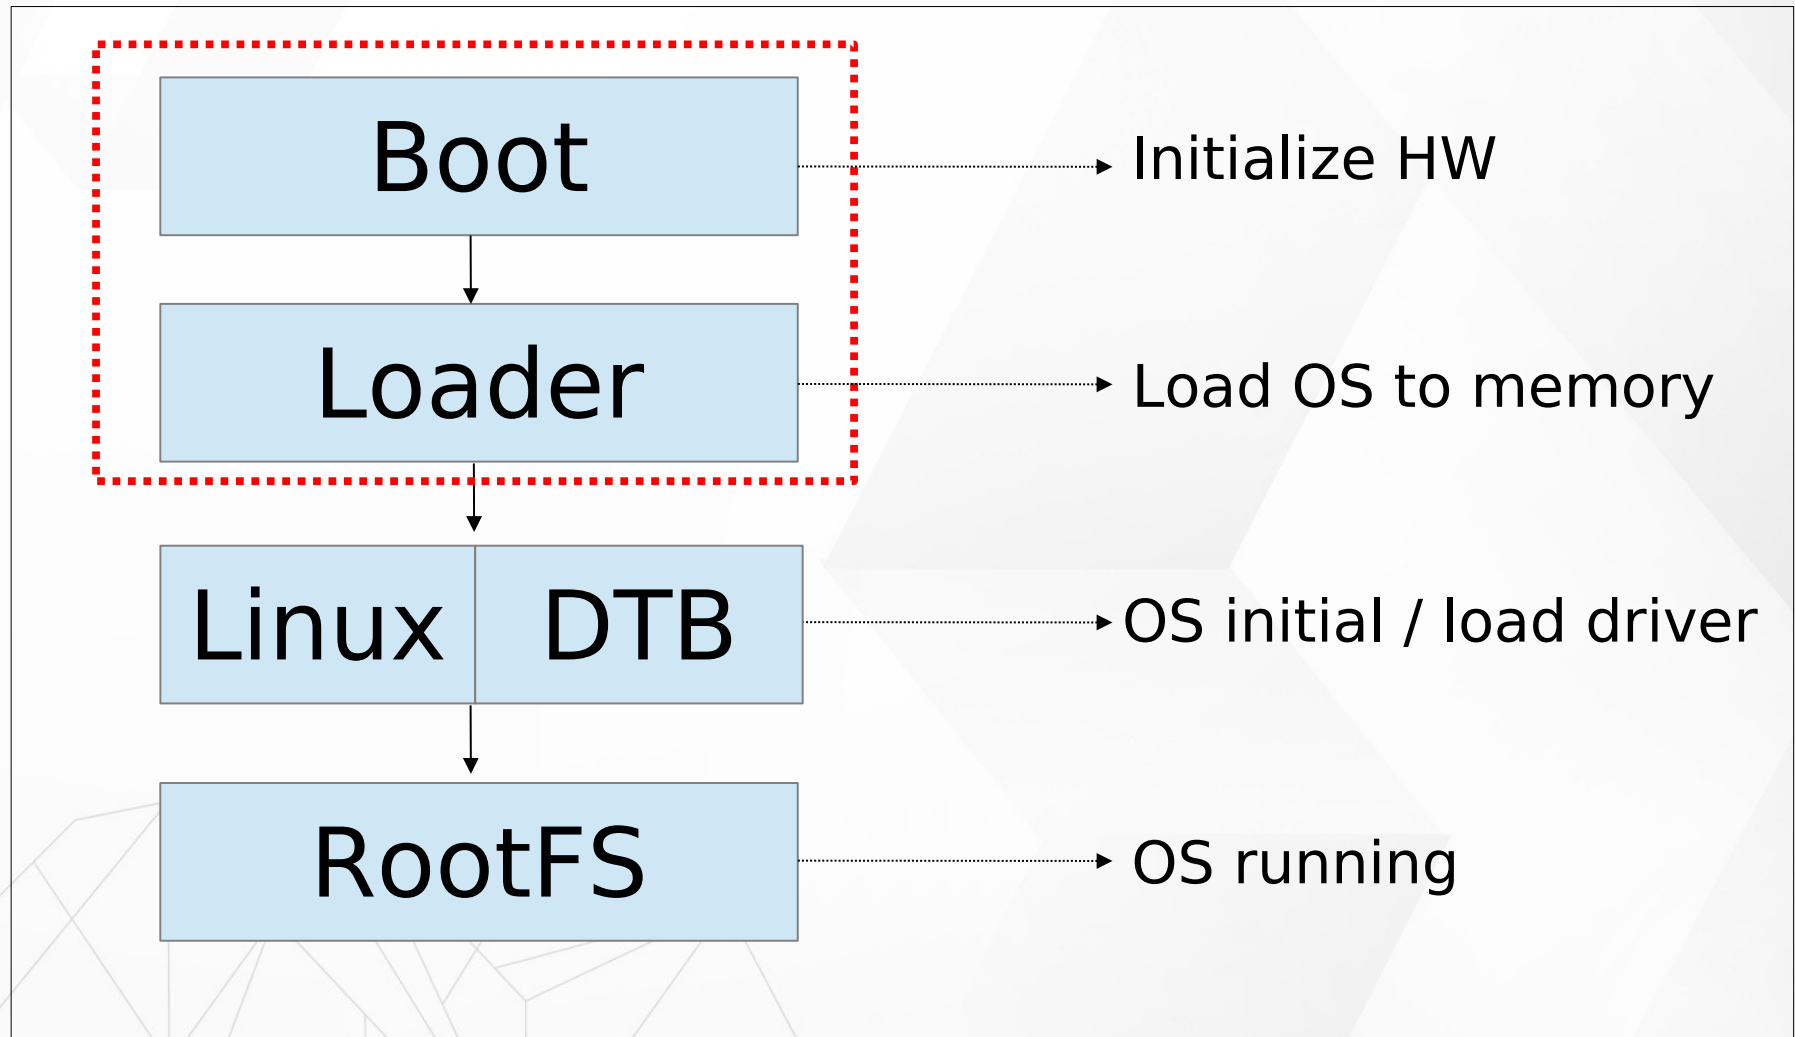 Boot
Initialize HW
Loader
Load OS to memory
Linux
DTB
OS initial / load driver
RootFS
OS running